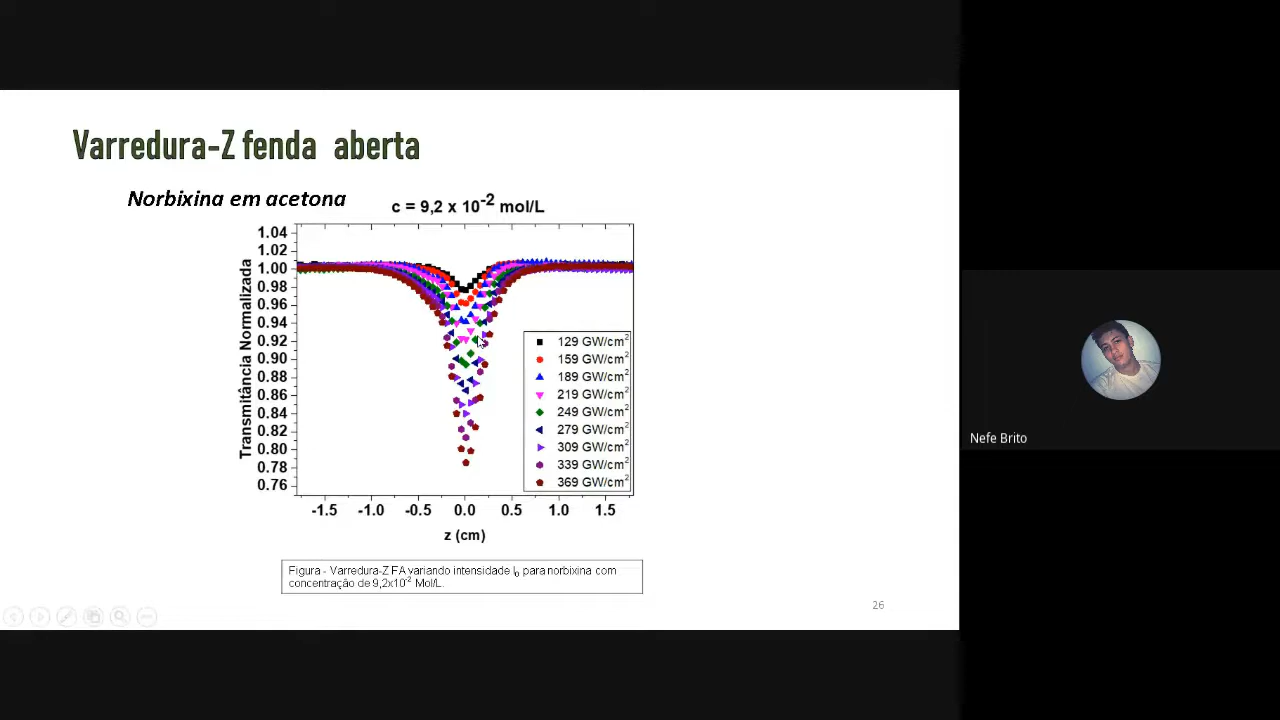 Varredura-Z fenda aberta
Norbixina em acetona
c = 9,2 x 10-2 mol/L
Transmitância Normalizada
1.04
1.02
1.00
0.98
0.96
0.94
0.92
0.90
0.88
0.86
0.84
0.82
0.80
0.78
0.76
129 GW/cm2
159 GW/cm2
189 GW/cm2
219 GW/cm2
249 GW/cm2
279 GW/cm2
309 GW/cm2
339 GW/cm2
369 GW/cm2
-1.5 -1.0 -0.5 0.0 0.5 1.0 1.5
z (cm)
Figura - Varredura-Z FA variando intensidade I0 para norbixina com
concentração de 9,2x10-2 Mol/L.
26
Nefe Brito